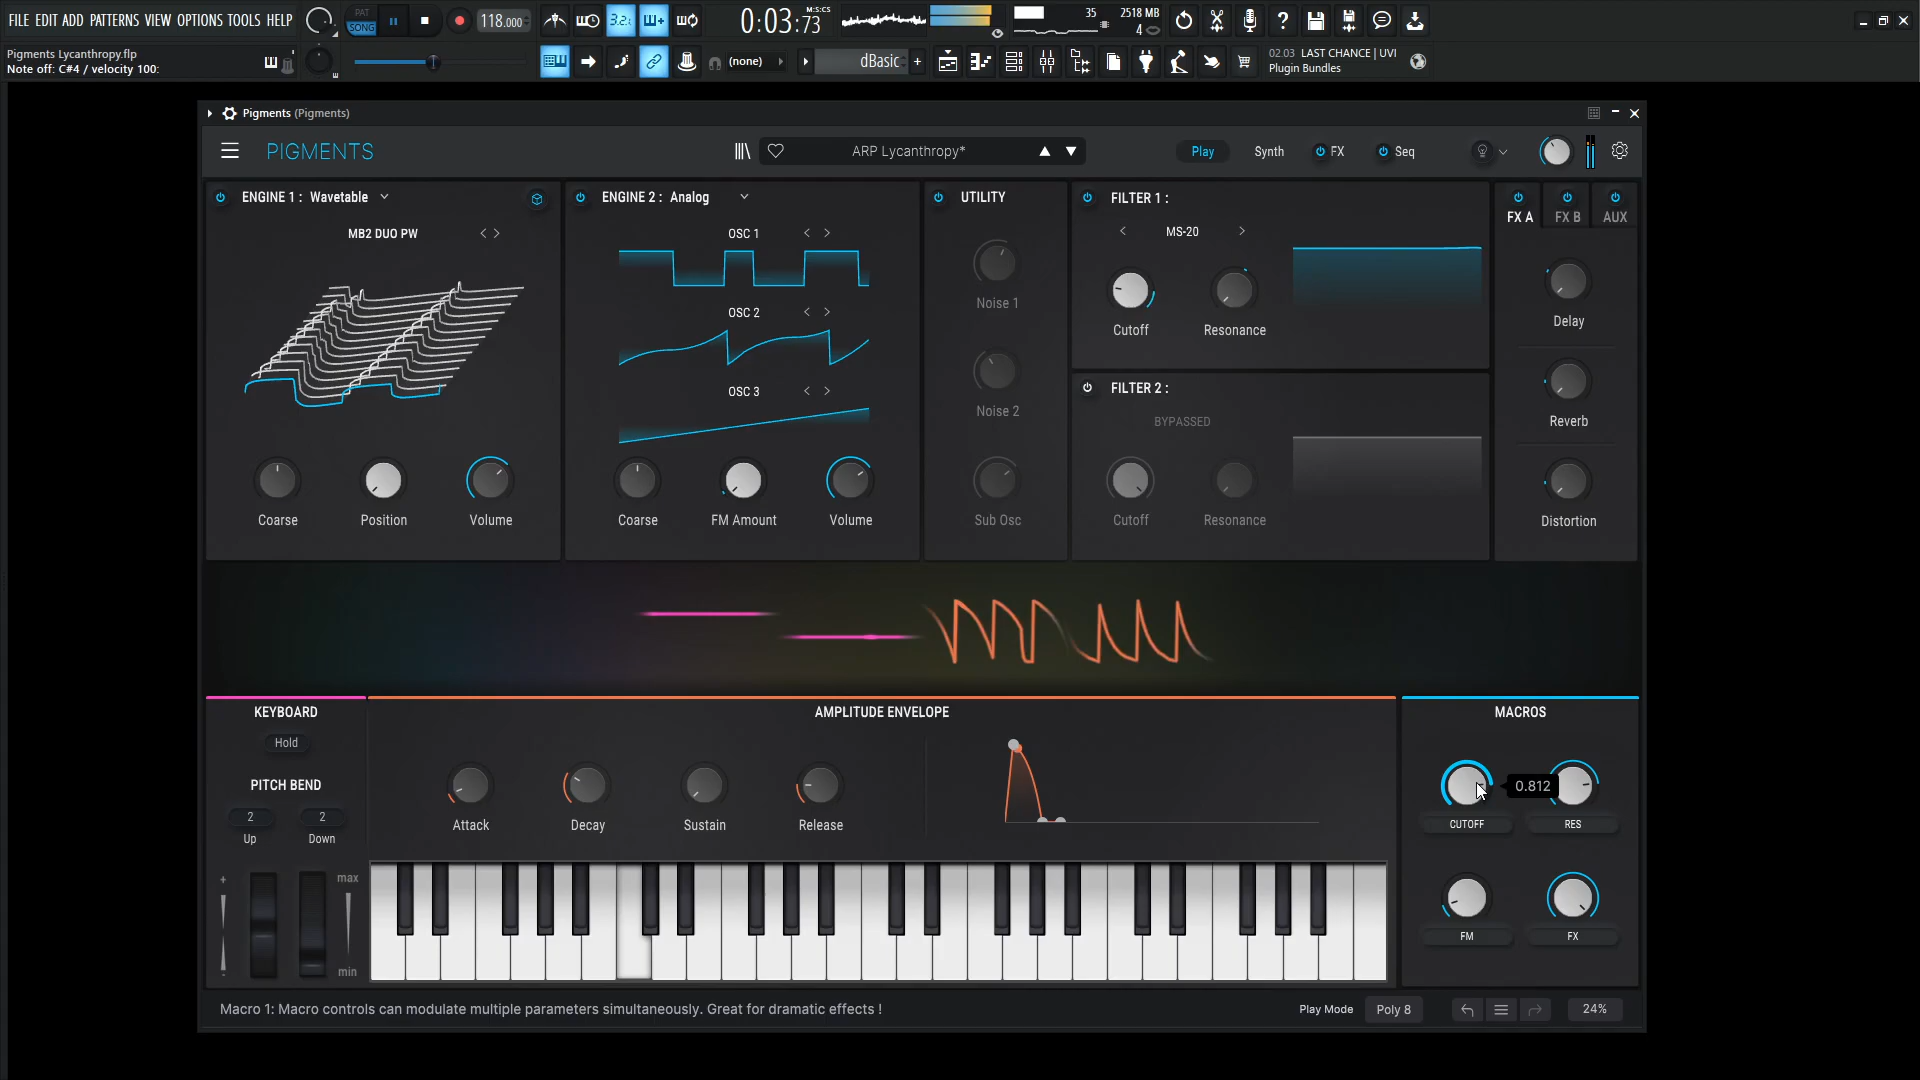 FILE EDIT ADD PATTERNS VIEW OPTIONS TOOLS HELP
PAT
SONG
118.000
3.2.
0:03:73
M:S:CS
35
2518 MB
4
Pigments Lycanthropy.flp
Note off: C#4 / velocity 100:
(none)
dBasic
02.03 LAST CHANCE | UVI
Plugin Bundles
Pigments (Pigments)
PIGMENTS
ARP Lycanthropy*
Play
Synth
FX
Seq
ENGINE 1 : Wavetable
MB2 DUO PW
Coarse
Position
Volume
ENGINE 2 : Analog
OSC 1
OSC 2
OSC 3
Coarse
FM Amount
Volume
UTILITY
Noise 1
Noise 2
Sub Osc
FILTER 1 :
MS-20
Cutoff
Resonance
FILTER 2 :
BYPASSED
Cutoff
Resonance
FX A
FX B
AUX
Delay
Reverb
Distortion
KEYBOARD
Hold
PITCH BEND
2
2
Up
Down
max
min
AMPLITUDE ENVELOPE
Attack
Decay
Sustain
Release
MACROS
0.812
CUTOFF
RES
FM
FX
Macro 1: Macro controls can modulate multiple parameters simultaneously. Great for dramatic effects !
Play Mode
Poly 8
24%